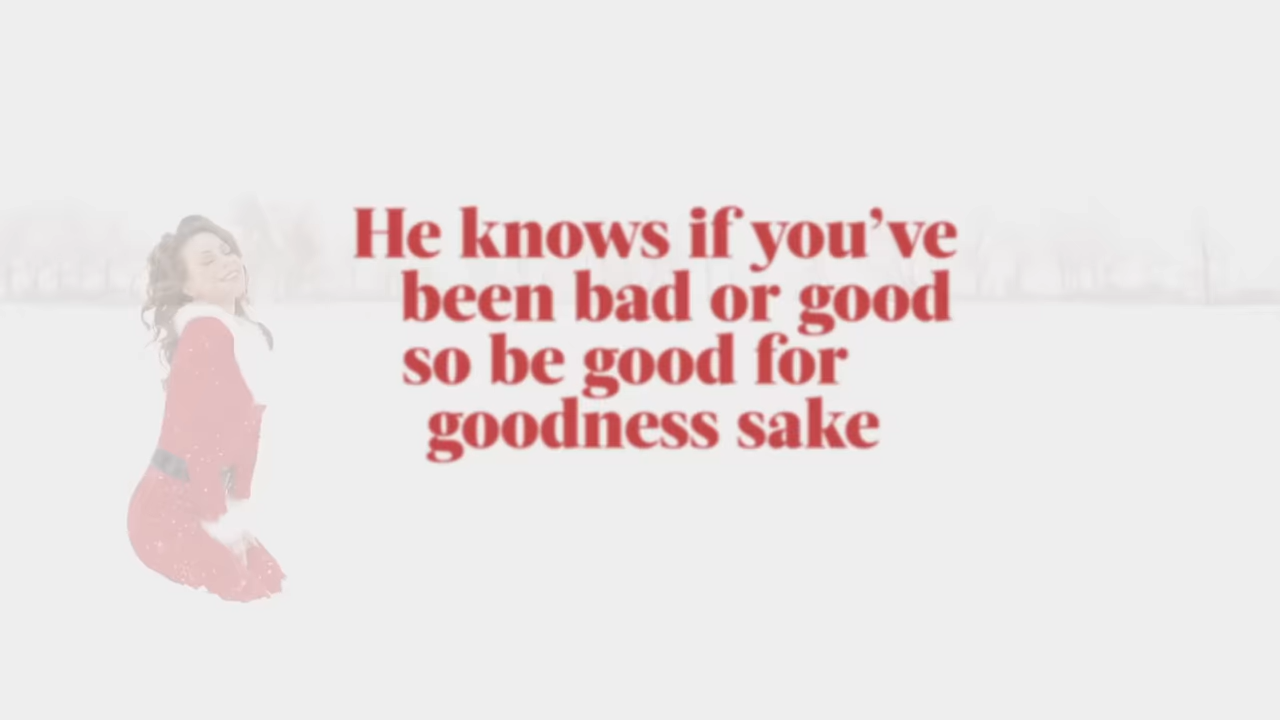 He knows if you’ve
been bad or good
so be good for
goodness sake